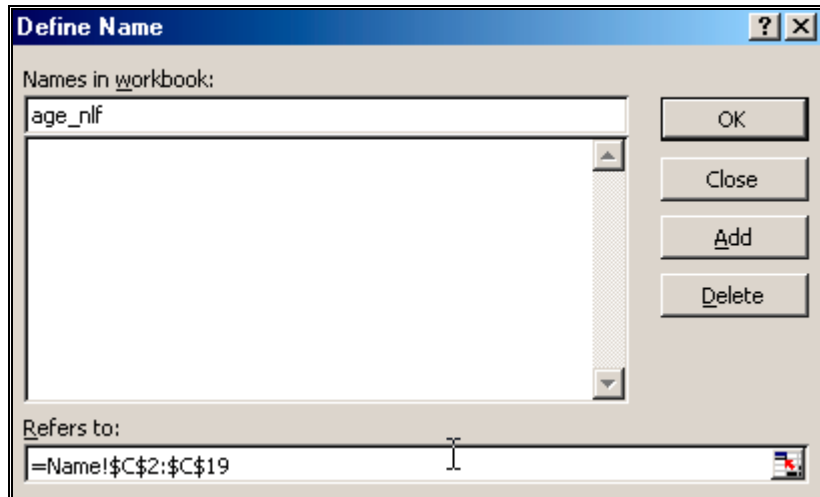 Define Name
Names in workbook:
age_nlf
OK
Close
Add
Delete
Refers to:
=Name!$C$2:$C$19